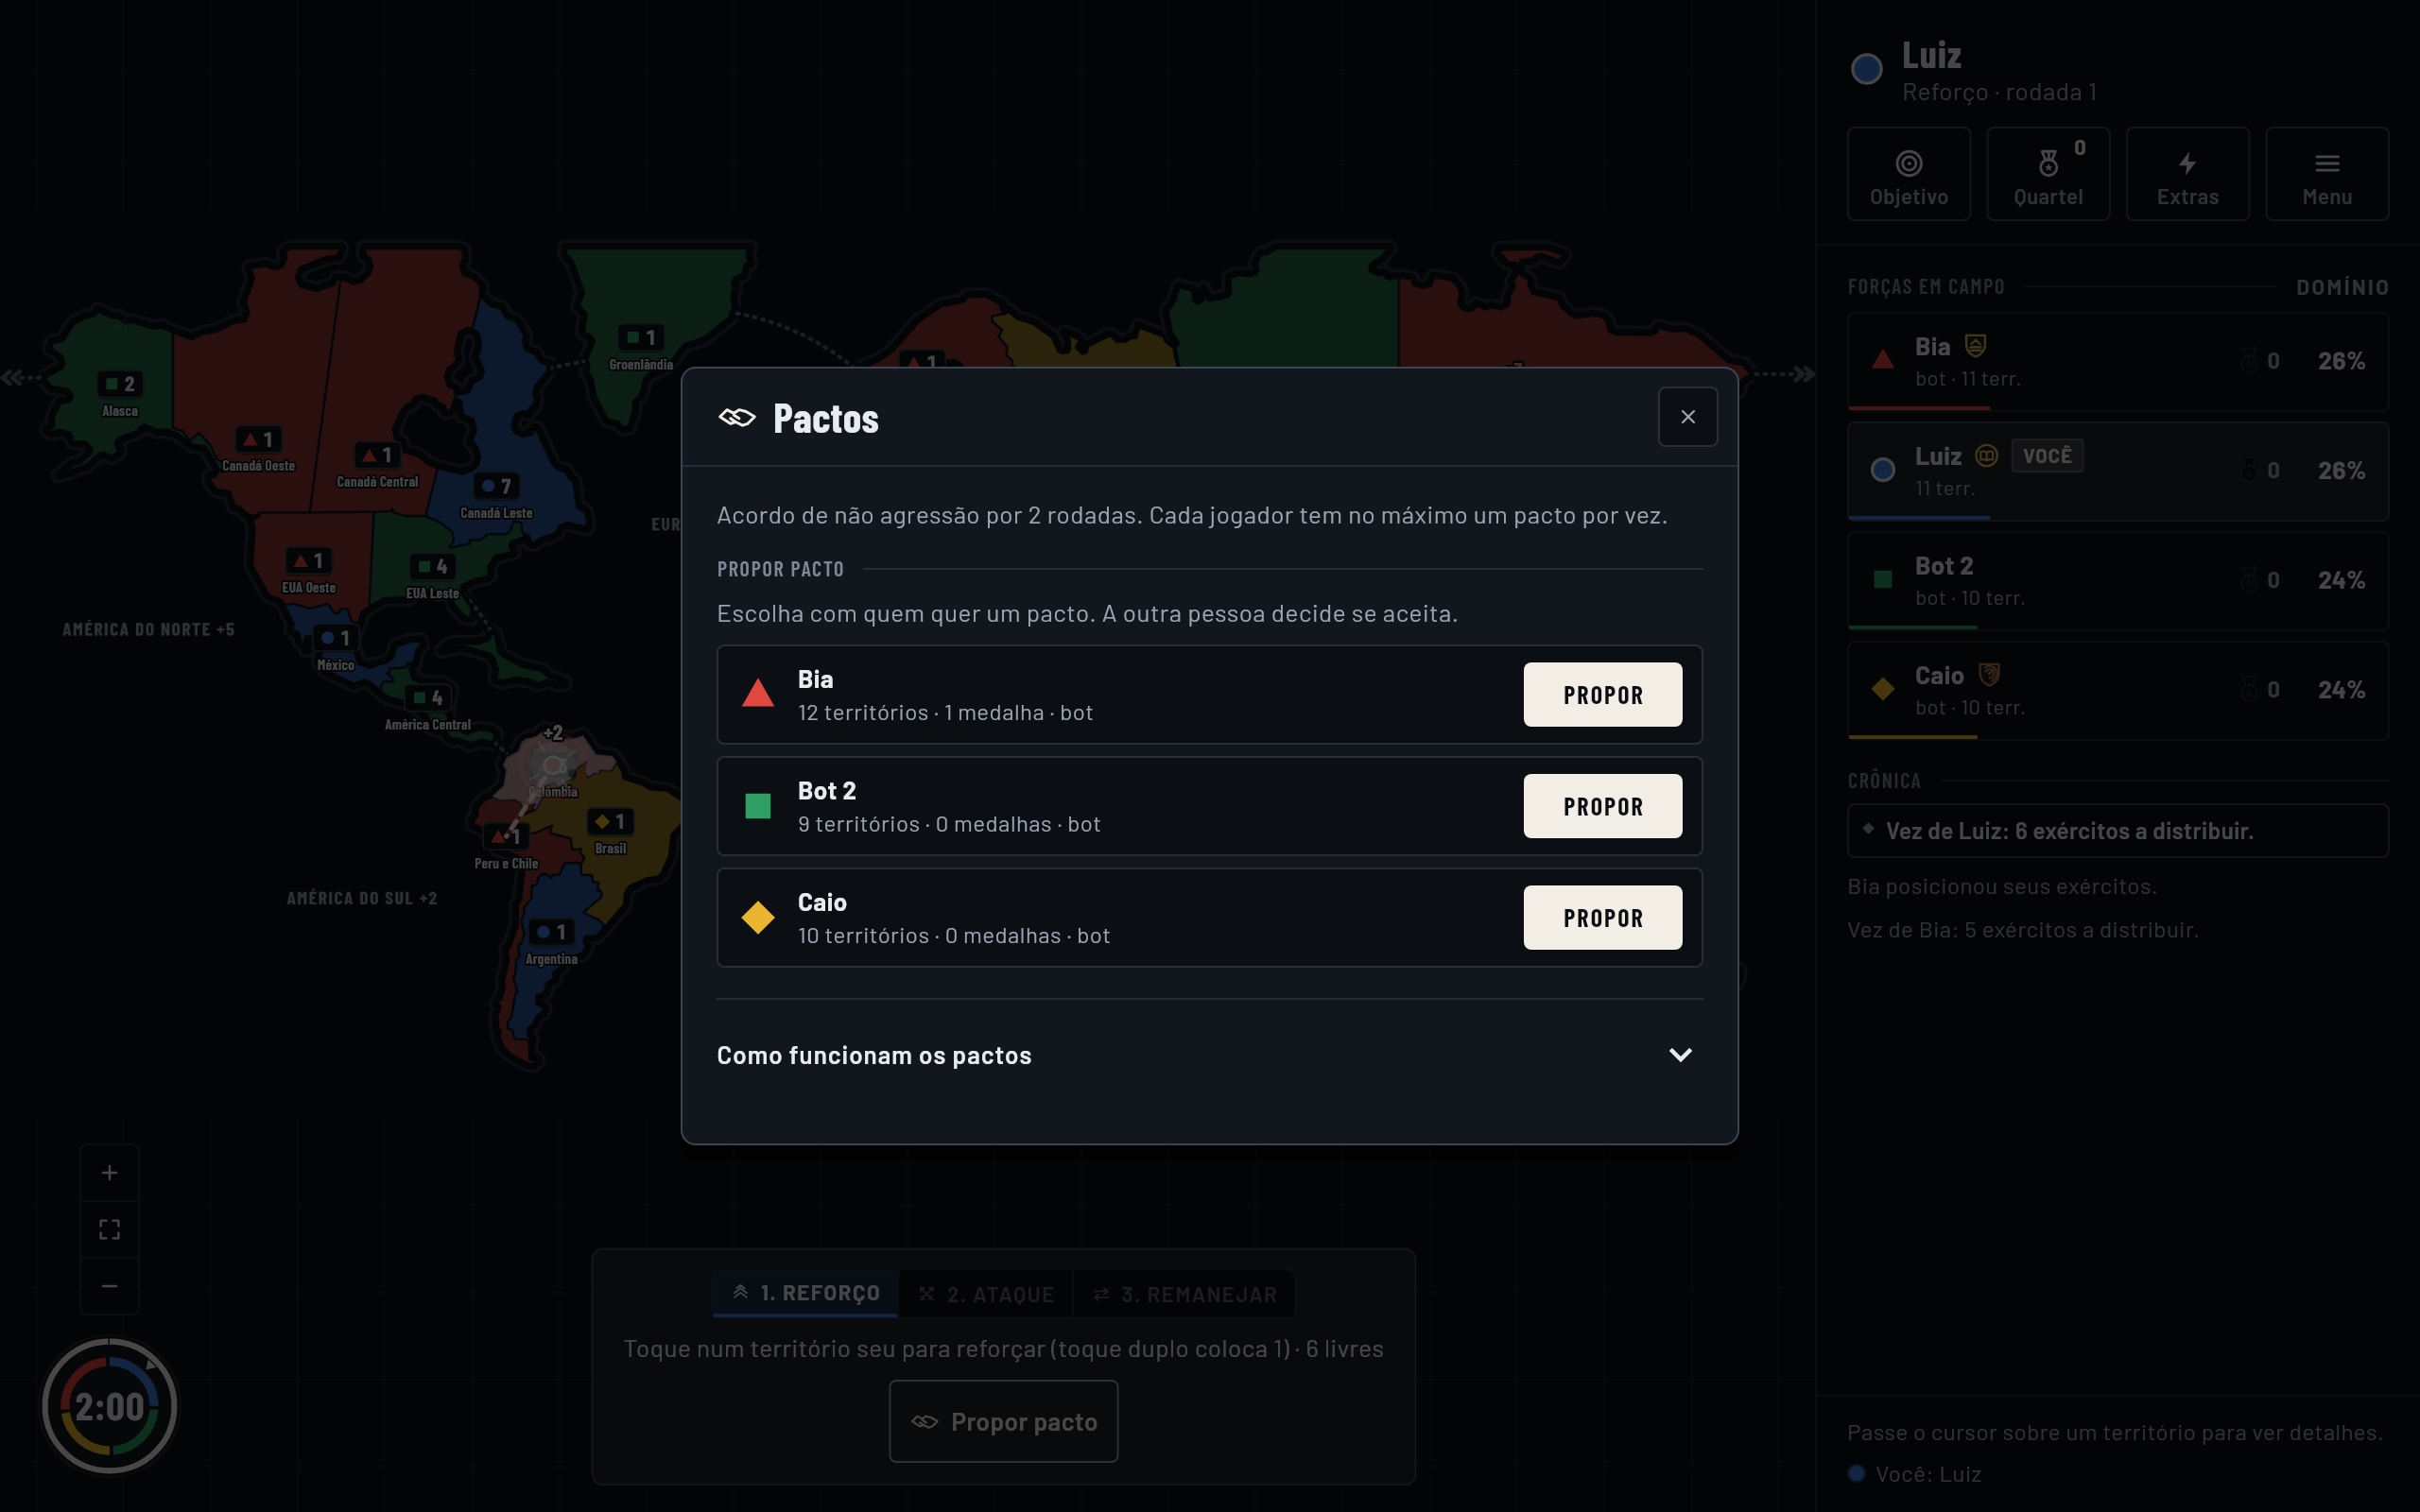 Luiz
Reforço · rodada 1
Objetivo
0
Quartel
Extras
Menu
FORÇAS EM CAMPO
DOMÍNIO
Bia
bot · 11 terr.
0
26%
Luiz
VOCÊ
11 terr.
0
26%
Bot 2
bot · 10 terr.
0
24%
Caio
bot · 10 terr.
0
24%
CRÔNICA
Vez de Luiz: 6 exércitos a distribuir.
Bia posicionou seus exércitos.
Vez de Bia: 5 exércitos a distribuir.
Passe o cursor sobre um território para ver detalhes.
Você: Luiz
2
Alasca
1
Canadá Oeste
1
Canadá Central
7
Canadá Leste
1
Groenlândia
1
1
EUA Oeste
4
EUA Leste
AMÉRICA DO NORTE +5
1
México
4
América Central
+2
Colômbia
1
Peru e Chile
1
Brasil
AMÉRICA DO SUL +2
1
Argentina
EUR
Pactos
Acordo de não agressão por 2 rodadas. Cada jogador tem no máximo um pacto por vez.
PROPOR PACTO
Escolha com quem quer um pacto. A outra pessoa decide se aceita.
Bia
12 territórios · 1 medalha · bot
PROPOR
Bot 2
9 territórios · 0 medalhas · bot
PROPOR
Caio
10 territórios · 0 medalhas · bot
PROPOR
Como funcionam os pactos
2:00
1. REFORÇO
2. ATAQUE
3. REMANEJAR
Toque num território seu para reforçar (toque duplo coloca 1) · 6 livres
Propor pacto